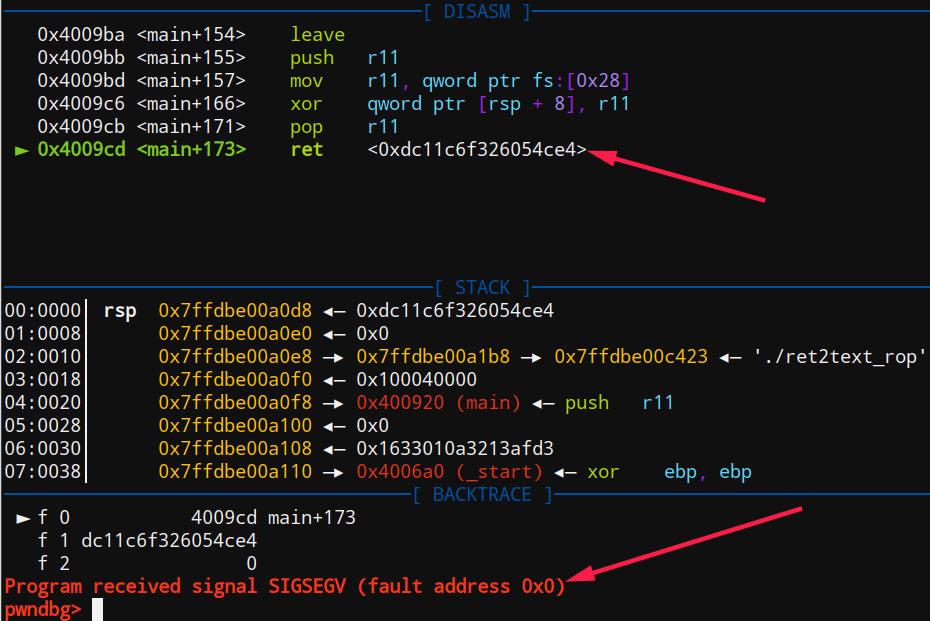 [ DISASM ]
0x4009ba <main+154> leave
0x4009bb <main+155> push r11
0x4009bd <main+157> mov r11, qword ptr fs:[0x28]
0x4009c6 <main+166> xor qword ptr [rsp + 8], r11
0x4009cb <main+171> pop r11
► 0x4009cd <main+173> ret <0xdc11c6f326054ce4>
[ STACK ]
00:0000│ rsp 0x7ffdbe00a0d8 ◄— 0xdc11c6f326054ce4
01:0008│ 0x7ffdbe00a0e0 ◄— 0x0
02:0010│ 0x7ffdbe00a0e8 —► 0x7ffdbe00a1b8 —► 0x7ffdbe00c423 ◄— './ret2text_rop'
03:0018│ 0x7ffdbe00a0f0 ◄— 0x100040000
04:0020│ 0x7ffdbe00a0f8 —► 0x400920 (main) ◄— push r11
05:0028│ 0x7ffdbe00a100 ◄— 0x0
06:0030│ 0x7ffdbe00a108 ◄— 0x1633010a3213afd3
07:0038│ 0x7ffdbe00a110 —► 0x4006a0 (_start) ◄— xor ebp, ebp
[ BACKTRACE ]
► f 0 4009cd main+173
f 1 dc11c6f326054ce4
f 2 0
Program received signal SIGSEGV (fault address 0x0)
pwndbg>